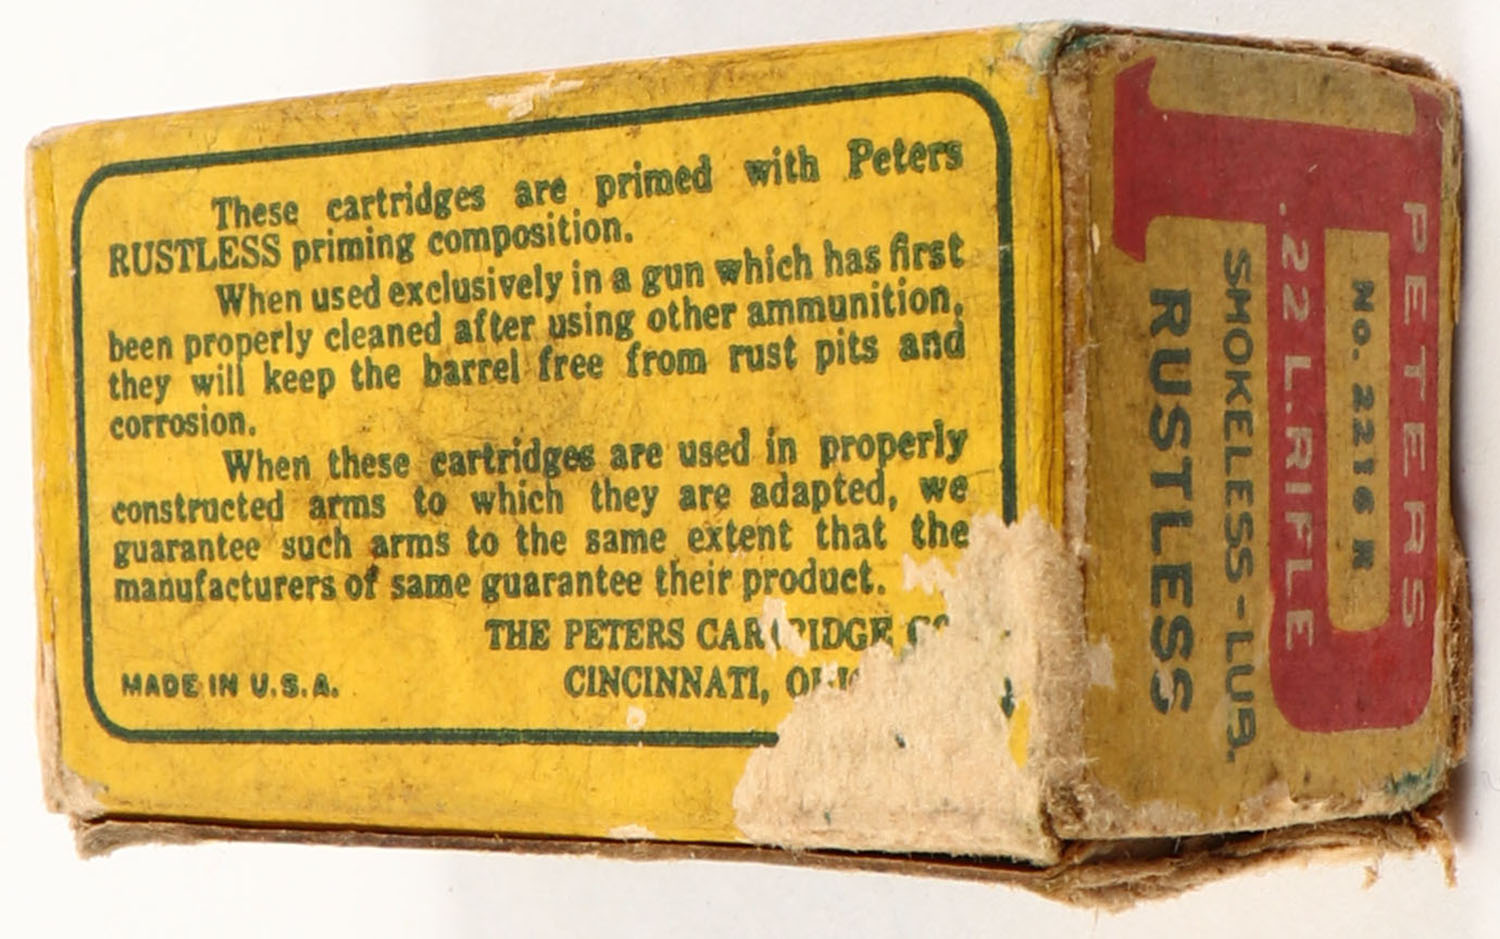 These cartridges are primed with Peters
RUSTLESS priming composition.
When used exclusively in a gun which has first
been properly cleaned after using other ammunition,
they will keep the barrel free from rust pits and
corrosion.
When these cartridges are used in properly
constructed arms to which they are adapted, we
guarantee such arms to the same extent that the
manufacturers of same guarantee their product.
THE PETERS CARTRIDGE CO
CINCINNATI, OHIO
MADE IN U.S.A.
PETERS
No. 2216
.22 L.RIFLE
SMOKELESS-LUB.
RUSTLESS